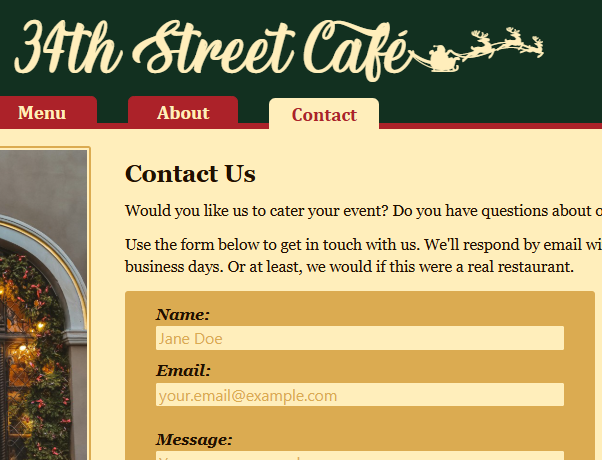 34th Street Café
Menu
About
Contact
Contact Us
Would you like us to cater your event? Do you have questions about
Use the form below to get in touch with us. We'll respond by email
business days. Or at least, we would if this were a real restaurant.
Name:
Jane Doe
Email:
your.email@example.com
Message: